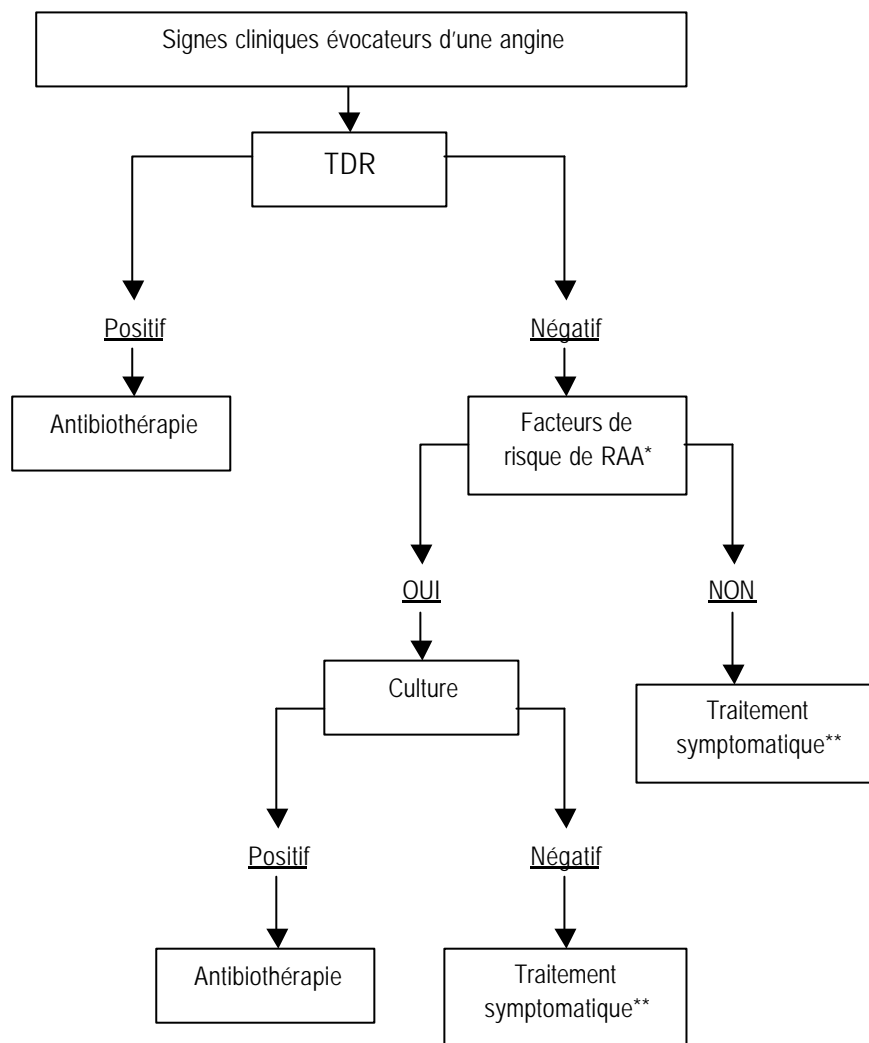 Signes cliniques évocateurs d'une angine
TDR
Positif
Négatif
Antibiothérapie
Facteurs de
risque de RAA*
OUI
NON
Culture
Traitement
symptomatique**
Positif
Négatif
Antibiothérapie
Traitement
symptomatique**